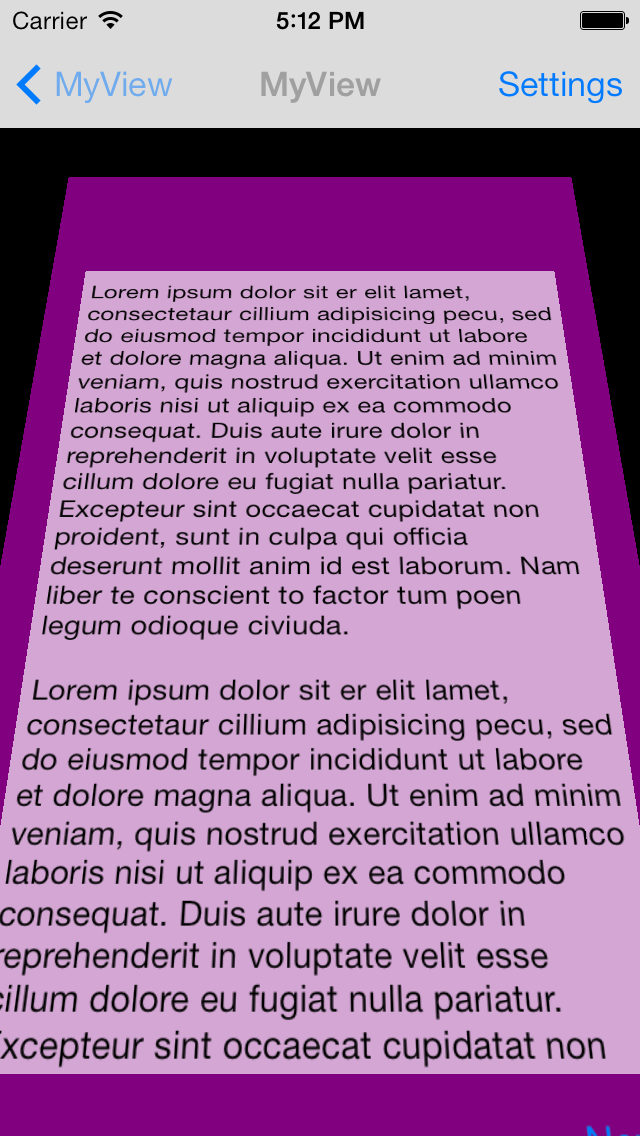 Carrier 5:12 PM
MyView MyView Settings
Lorem ipsum dolor sit er elit lamet,
consectetaur cillium adipisicing pecu, sed
do eiusmod tempor incididunt ut labore
et dolore magna aliqua. Ut enim ad minim
veniam, quis nostrud exercitation ullamco
laboris nisi ut aliquip ex ea commodo
consequat. Duis aute irure dolor in
reprehenderit in voluptate velit esse
cillum dolore eu fugiat nulla pariatur.
Excepteur sint occaecat cupidatat non
proident, sunt in culpa qui officia
deserunt mollit anim id est laborum. Nam
liber te conscient to factor tum poen
legum odioque civiuda.
Lorem ipsum dolor sit er elit lamet,
consectetaur cillium adipisicing pecu, sed
do eiusmod tempor incididunt ut labore
et dolore magna aliqua. Ut enim ad minim
veniam, quis nostrud exercitation ullamco
laboris nisi ut aliquip ex ea commodo
consequat. Duis aute irure dolor in
reprehenderit in voluptate velit esse
cillum dolore eu fugiat nulla pariatur.
xcepteur sint occaecat cupidatat non